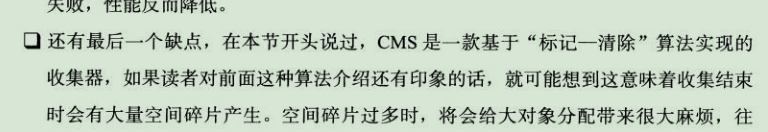 失败，性能反而降低。
❏ 还有最后一个缺点，在本节开头说过，CMS 是一款基于“标记—清除”算法实现的
收集器，如果读者对前面这种算法介绍还有印象的话，就可能想到这意味着收集结束
时会有大量空间碎片产生。空间碎片过多时，将会给大对象分配带来很大麻烦，往